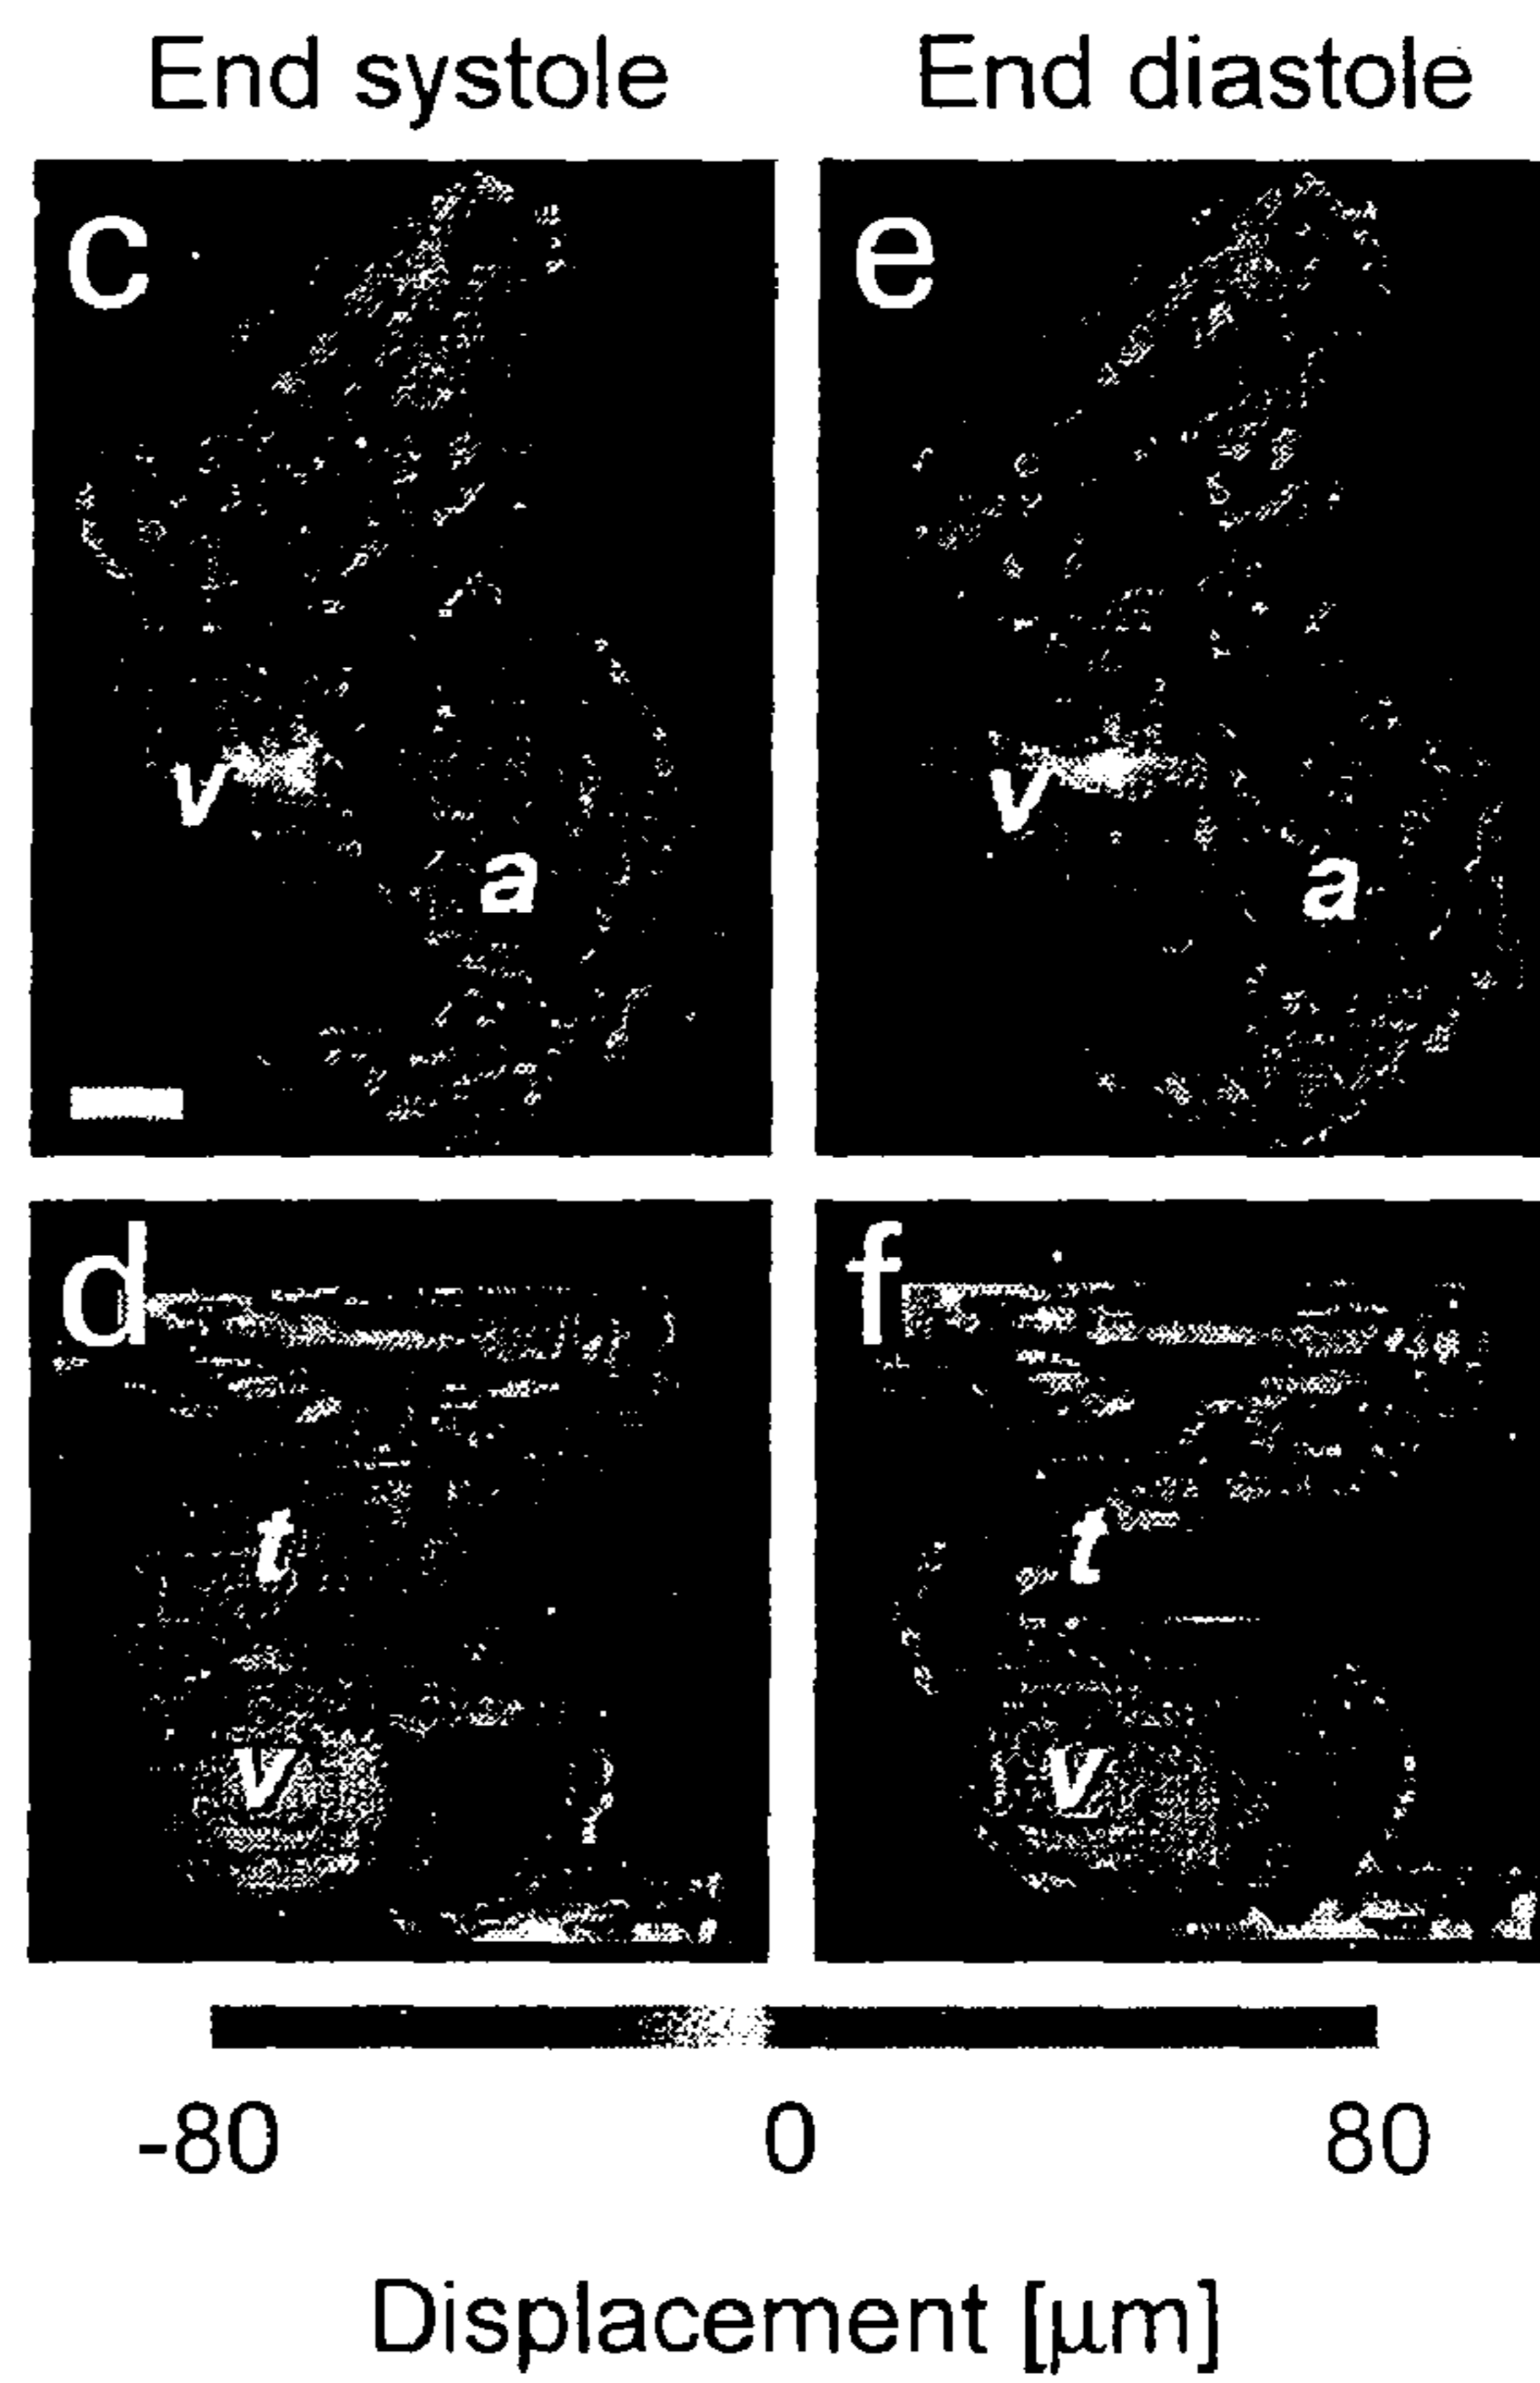 End systole End diastole
c e
v v
a a
d f
t t
v v
-80 0 80
Displacement [μm]